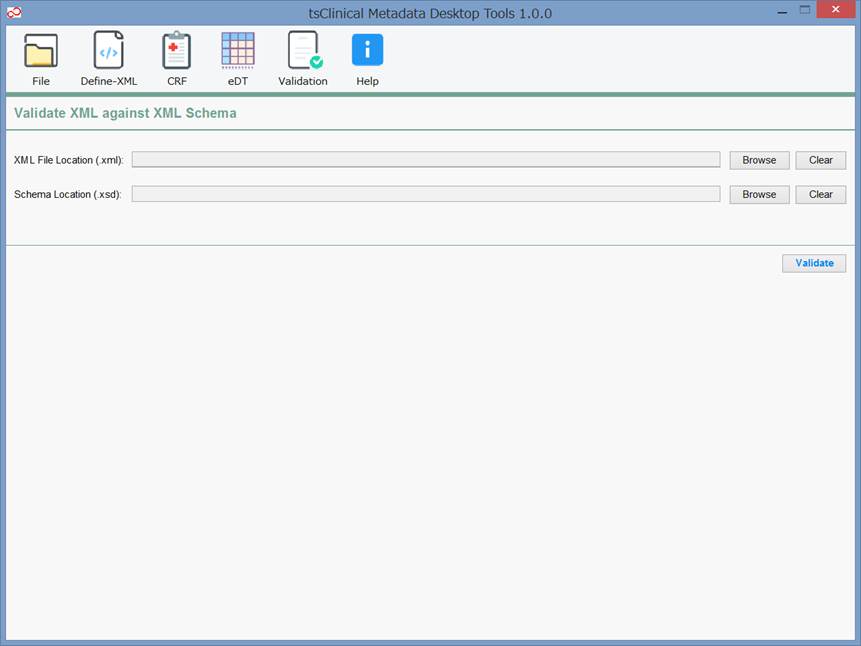 tsClinical Metadata Desktop Tools 1.0.0
File Define-XML CRF eDT Validation Help
Validate XML against XML Schema
XML File Location (.xml): Browse Clear
Schema Location (.xsd): Browse Clear
Validate